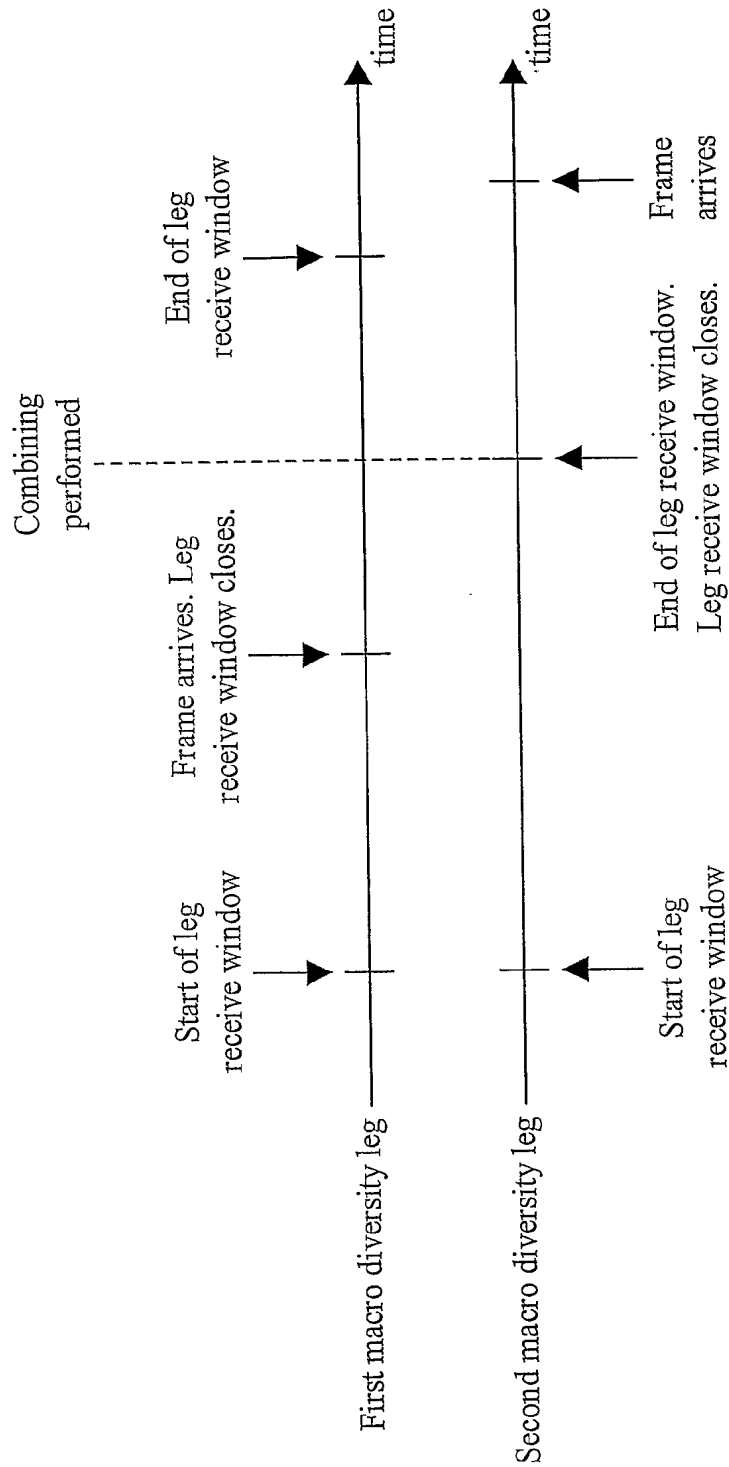 Combining
performed
Start of leg
receive window
Frame arrives. Leg
receive window closes.
End of leg
receive window
First macro diversity leg
time
Second macro diversity leg
time
Start of leg
receive window
End of leg receive window.
Leg receive window closes.
Frame
arrives